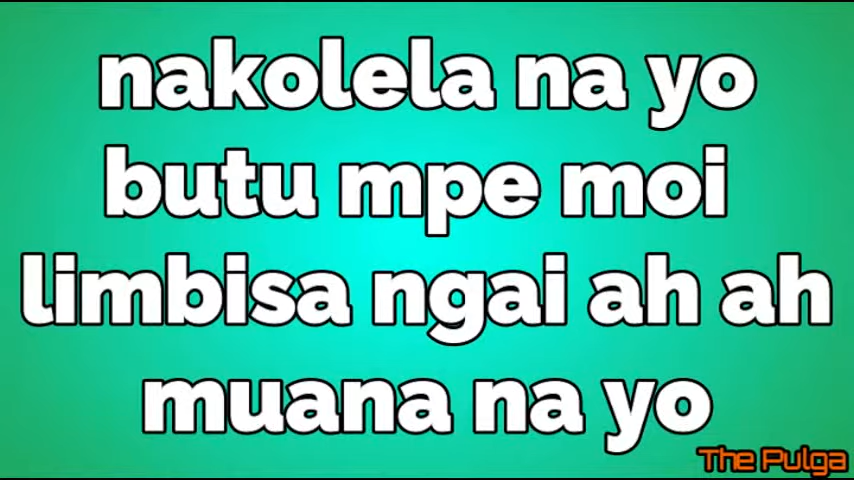 nakolela na yo
butu mpe moi
limbisa ngai ah ah
muana na yo
The Pulga